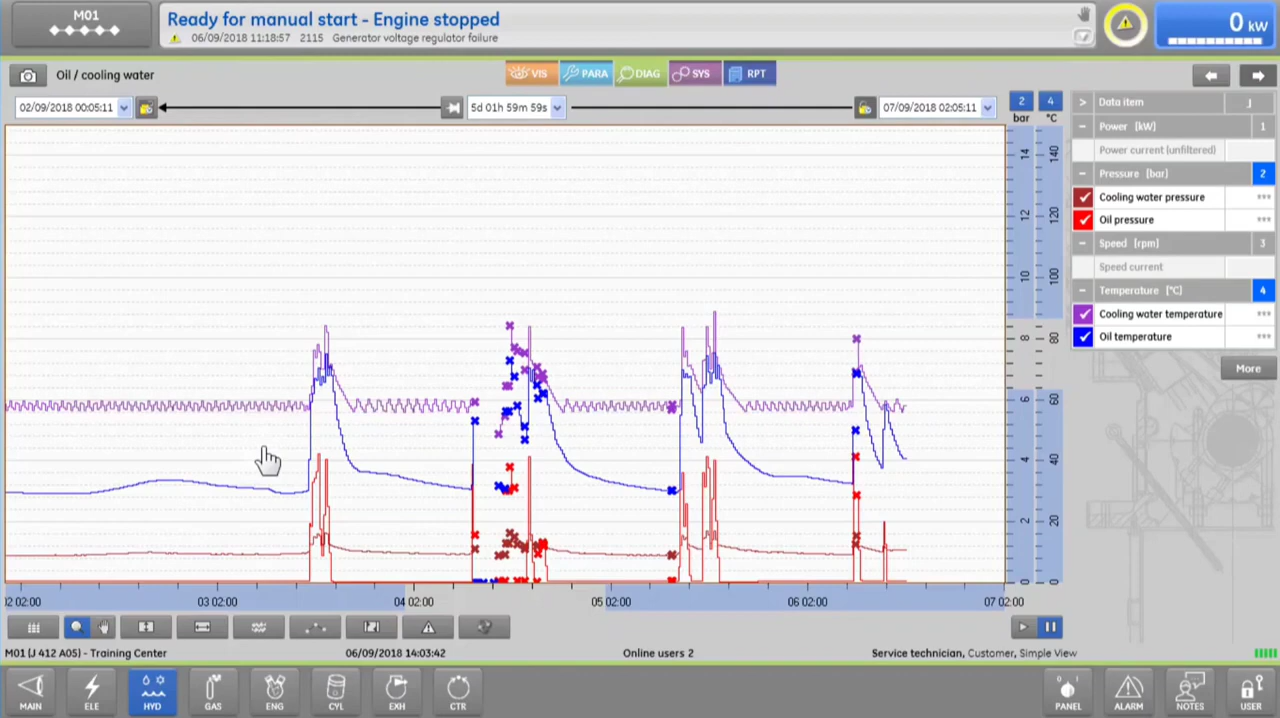 M01
Ready for manual start - Engine stopped
06/09/2018 11:18:57 2115 Generator voltage regulator failure
0 kW
Oil / cooling water
VIS PARA DIAG SYS RPT
02/09/2018 00:05:11
5d 01h 59m 59s
07/09/2018 02:05:11
2 4
bar °C
14 140
12 120
10 100
8 80
6 60
4 40
2 20
0 0
> Data item J
- Power [kW] 1
Power current (unfiltered)
- Pressure [bar] 2
Cooling water pressure ***
Oil pressure ***
- Speed [rpm] 3
Speed current
- Temperature [°C] 4
Cooling water temperature ***
Oil temperature ***
More
02 02:00 03 02:00 04 02:00 05 02:00 06 02:00 07 02:00
M01 (J 412 A05) - Training Center
06/09/2018 14:03:42
Online users 2
Service technician, Customer, Simple View
MAIN ELE HYD GAS ENG CYL EXH CTR PANEL ALARM NOTES USER